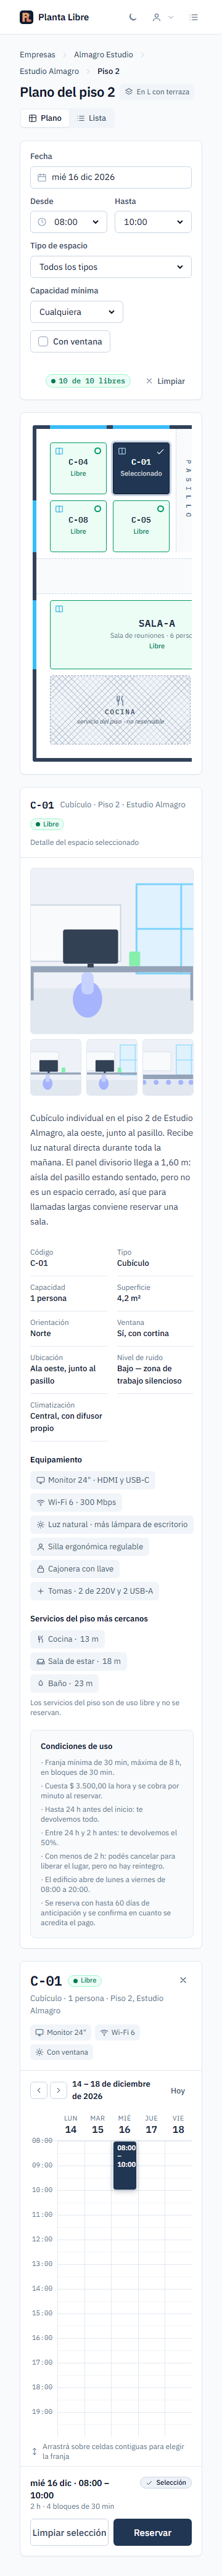 Planta Libre
Empresas
Almagro Estudio
Estudio Almagro
Piso 2
Plano del piso 2
En L con terraza
Plano
Lista
Fecha
mié 16 dic 2026
Desde
Hasta
08:00
10:00
Tipo de espacio
Todos los tipos
Capacidad mínima
Cualquiera
Con ventana
10 de 10 libres
Limpiar
C-04
Libre
C-01
Seleccionado
PASILLO
C-08
Libre
C-05
Libre
SALA-A
Sala de reuniones · 6 perso
Libre
COCINA
servicio del piso · no reservable
C-01
Cubículo · Piso 2 · Estudio Almagro
Libre
Detalle del espacio seleccionado
Cubículo individual en el piso 2 de Estudio
Almagro, ala oeste, junto al pasillo. Recibe
luz natural directa durante toda la
mañana. El panel divisorio llega a 1,60 m:
aísla del pasillo estando sentado, pero no
es un espacio cerrado, así que para
llamadas largas conviene reservar una
sala.
Código
C-01
Tipo
Cubículo
Capacidad
1 persona
Superficie
4,2 m²
Orientación
Norte
Ventana
Sí, con cortina
Ubicación
Ala oeste, junto al
pasillo
Nivel de ruido
Bajo — zona de
trabajo silencioso
Climatización
Central, con difusor
propio
Equipamiento
Monitor 24" · HDMI y USB-C
Wi-Fi 6 · 300 Mbps
Luz natural · más lámpara de escritorio
Silla ergonómica regulable
Cajonera con llave
Tomas · 2 de 220V y 2 USB-A
Servicios del piso más cercanos
Cocina · 13 m
Sala de estar · 18 m
Baño · 23 m
Los servicios del piso son de uso libre y no se
reservan.
Condiciones de uso
· Franja mínima de 30 min, máxima de 8 h,
en bloques de 30 min.
· Cuesta $ 3.500,00 la hora y se cobra por
minuto al reservar.
· Hasta 24 h antes del inicio: te
devolvemos todo.
· Entre 24 h y 2 h antes: te devolvemos el
50%.
· Con menos de 2 h: podés cancelar para
liberar el lugar, pero no hay reintegro.
· El edificio abre de lunes a viernes de
08:00 a 20:00.
· Se reserva con hasta 60 días de
anticipación y se confirma en cuanto se
acredita el pago.
C-01
Libre
Cubículo · 1 persona · Piso 2, Estudio
Almagro
Monitor 24"
Wi-Fi 6
Con ventana
14 – 18 de diciembre
de 2026
Hoy
LUN
14
MAR
15
MIÉ
16
JUE
17
VIE
18
08:00
08:00
–
10:00
09:00
10:00
11:00
12:00
13:00
14:00
15:00
16:00
17:00
18:00
19:00
Arrastrá sobre celdas contiguas para elegir
la franja
mié 16 dic · 08:00 –
10:00
Selección
2 h · 4 bloques de 30 min
Limpiar selección
Reservar